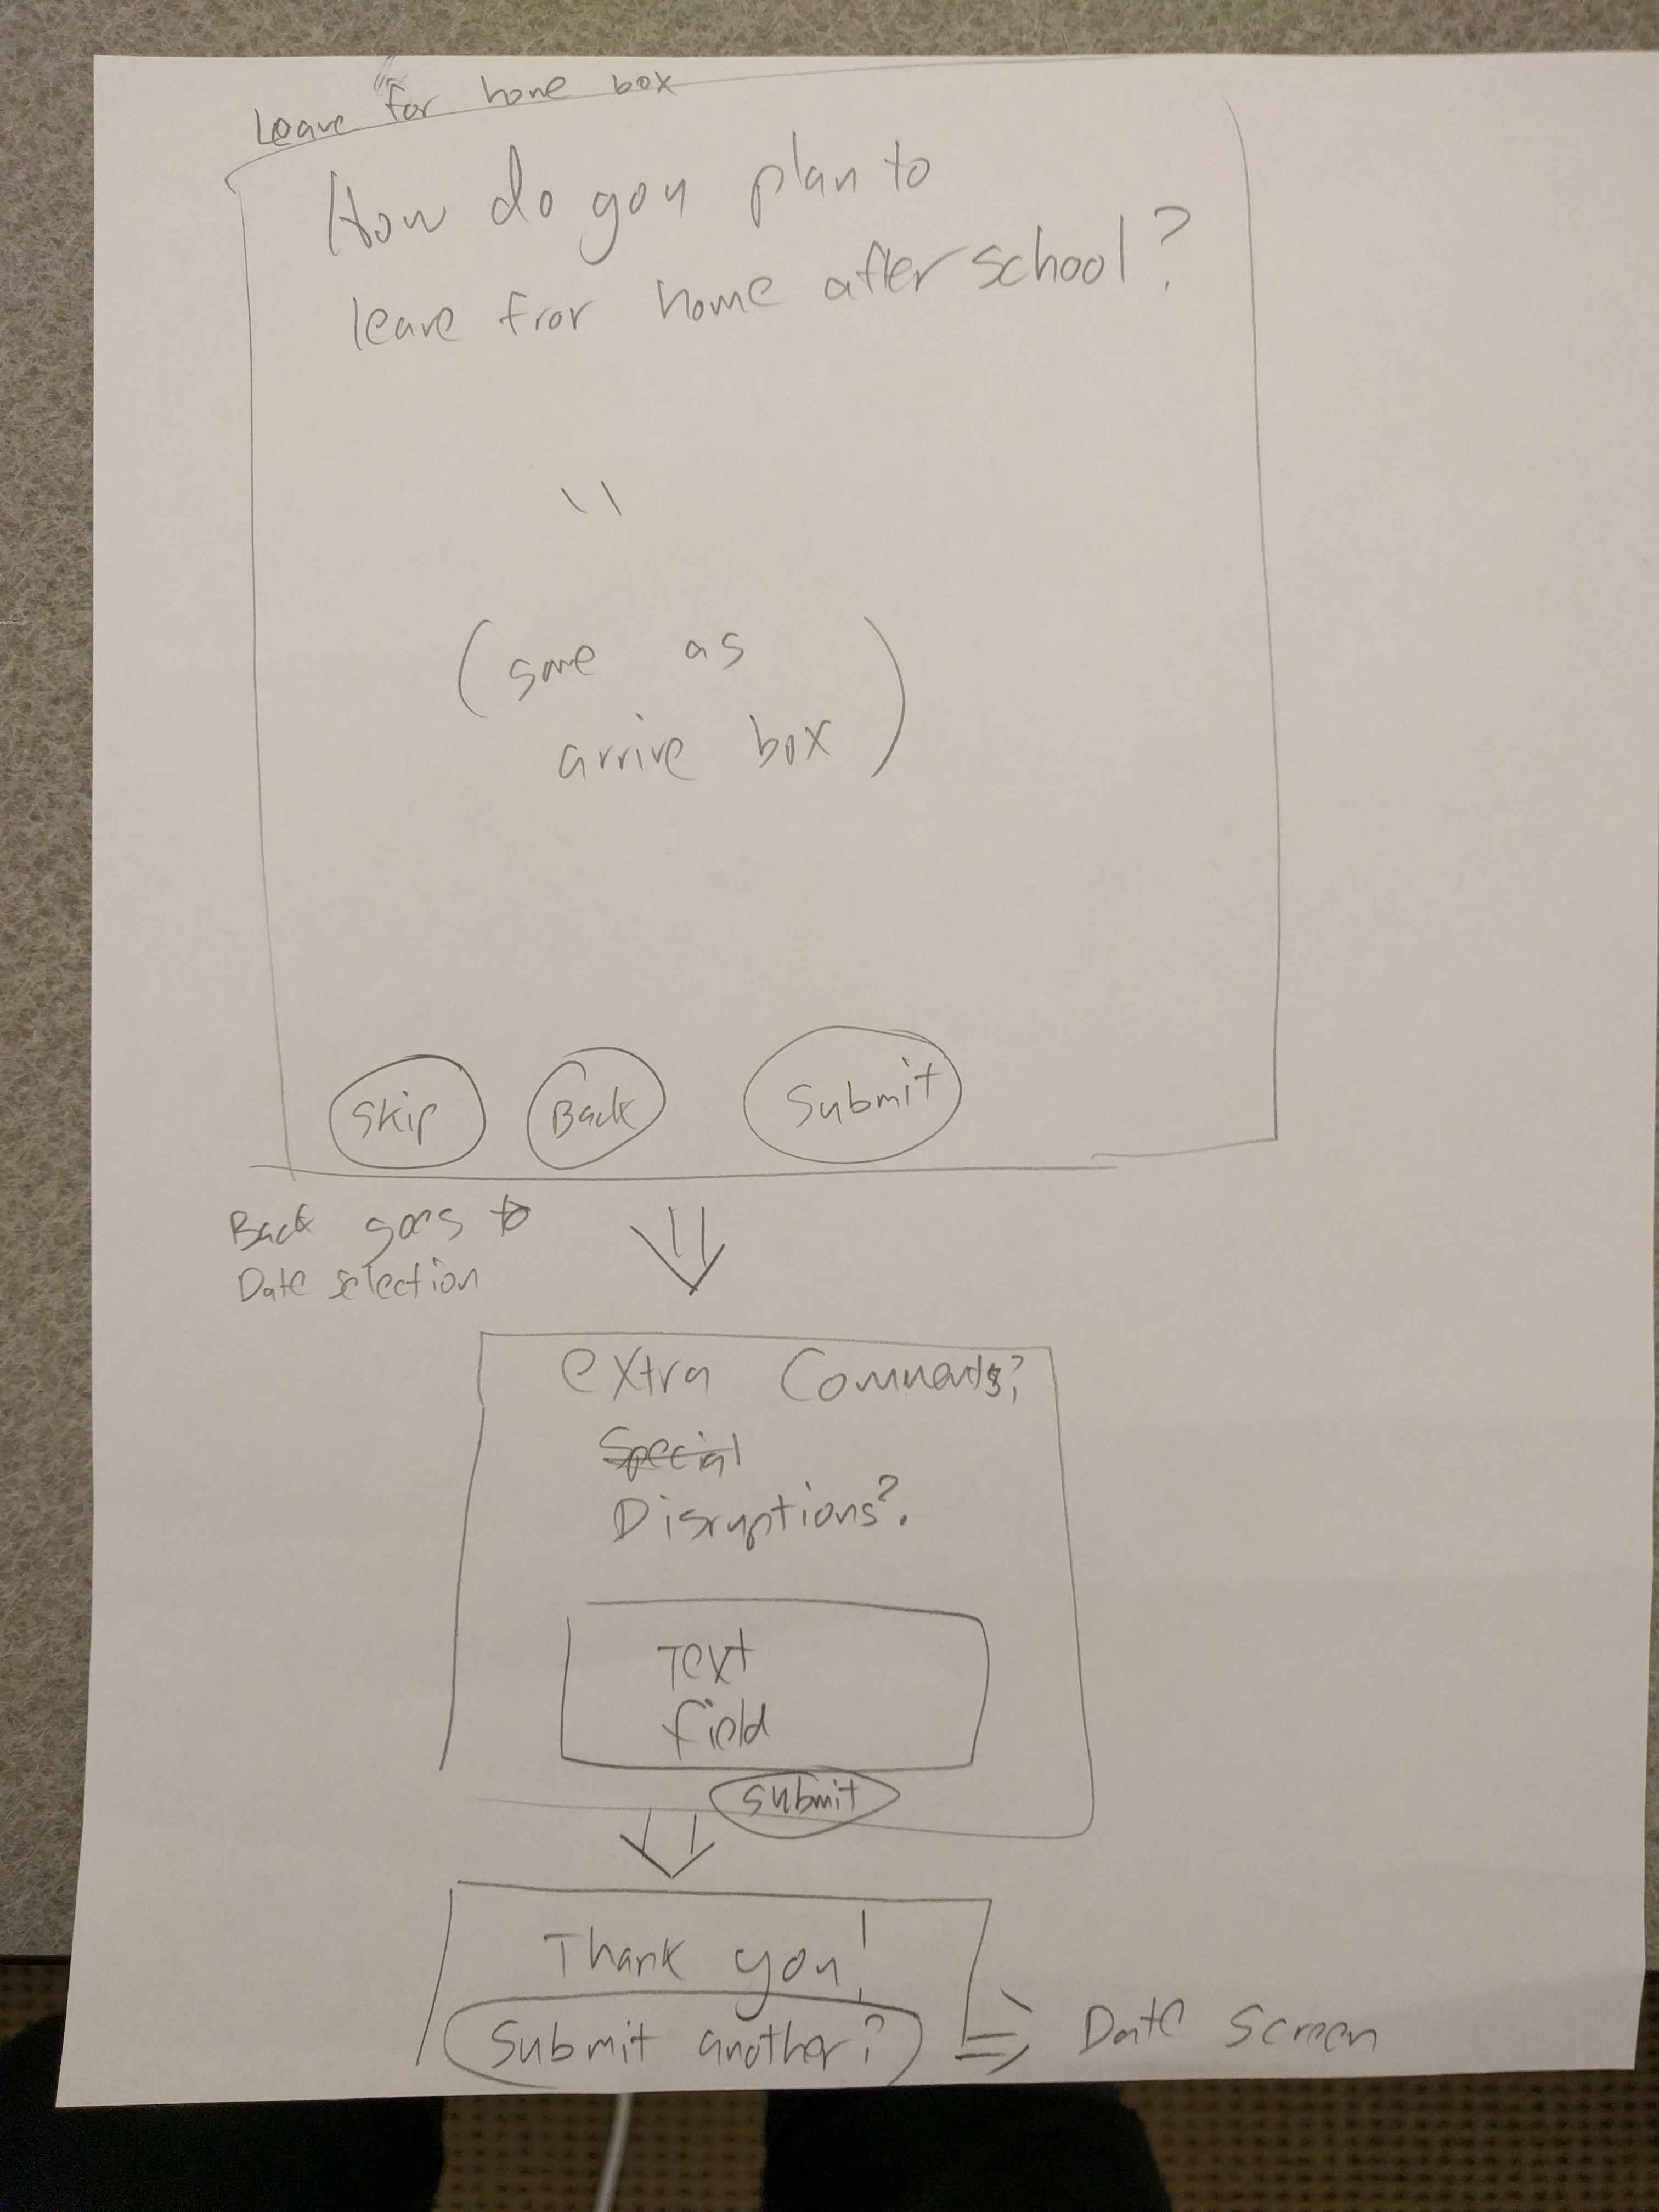 Leave for home box
How do you plan to
leave fror home after school?
\\
(same as
arrive box)
Skip Back Submit
Back goes to
Date selection
extra Comments?
Special
Disruptions?
Text
field
submit
Thank you!
Submit another? => Date Screen